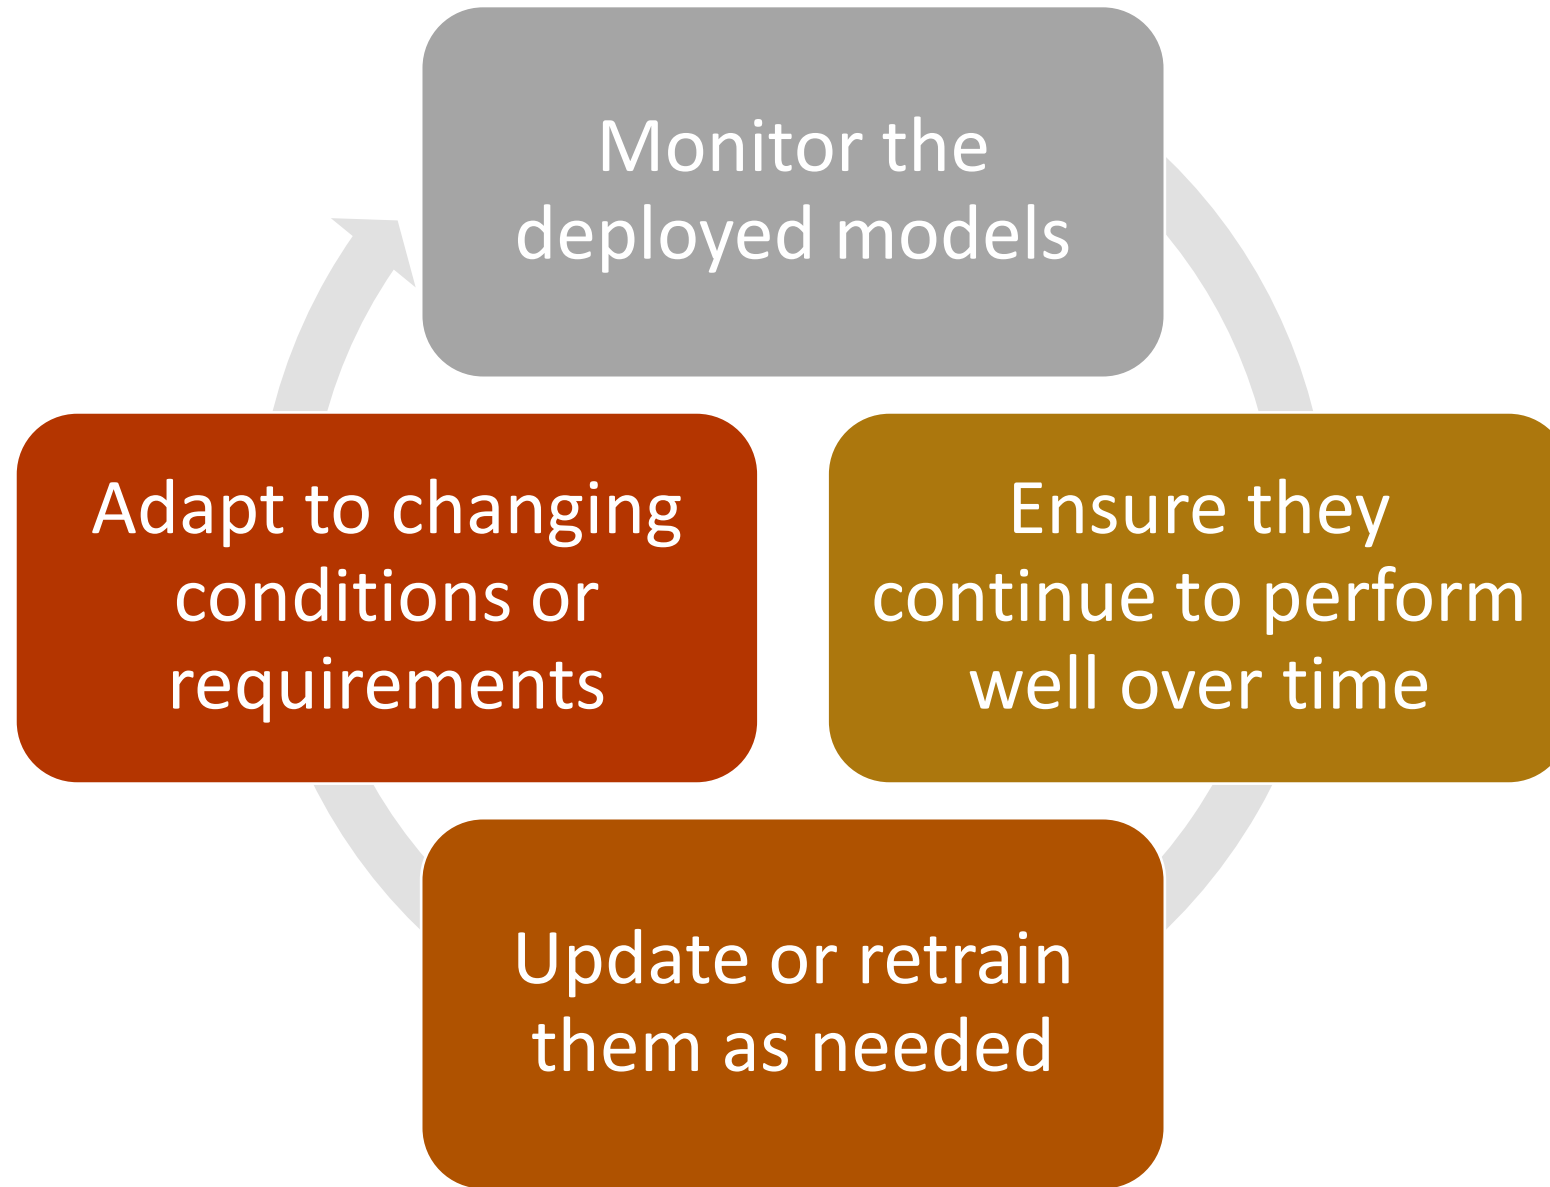 Monitor the
deployed models
Ensure they
continue to perform
well over time
Update or retrain
them as needed
Adapt to changing
conditions or
requirements